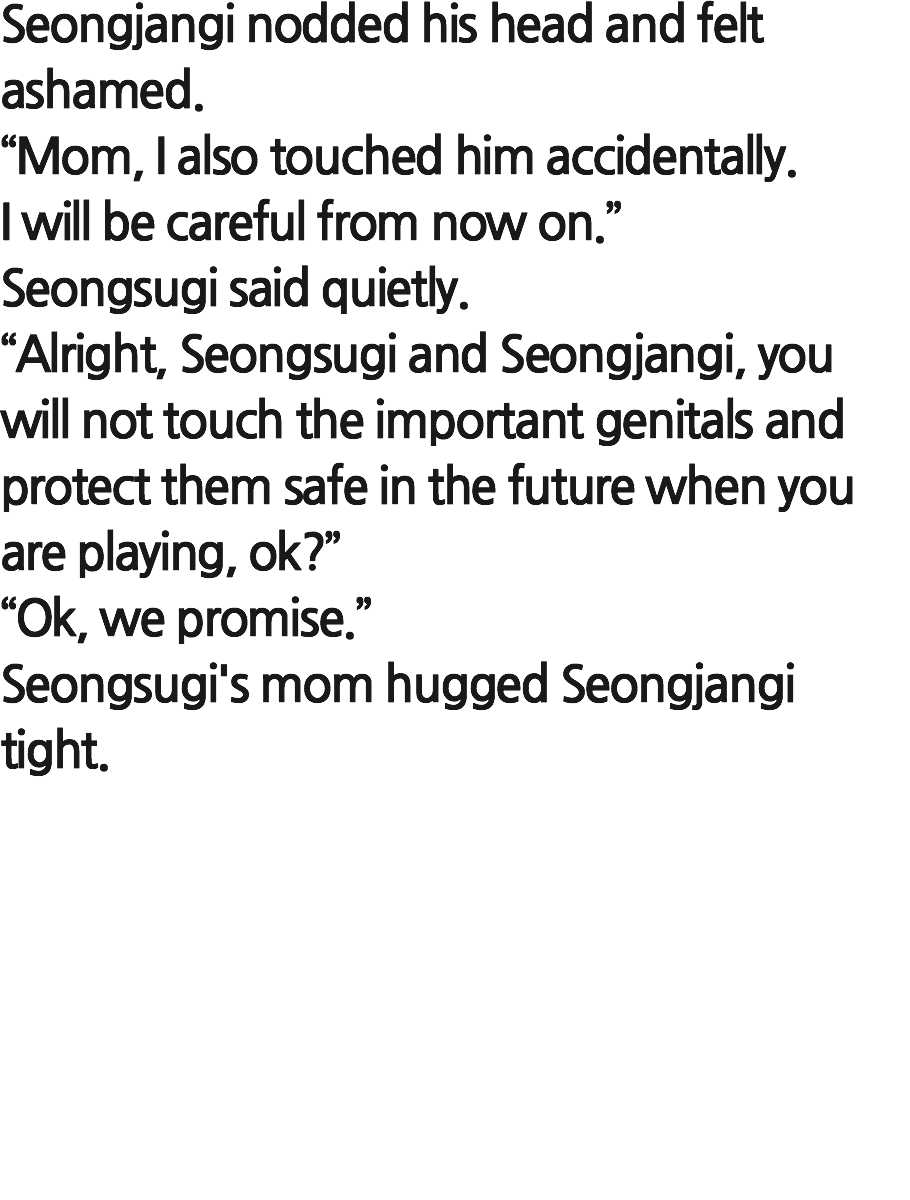 Seongjangi nodded his head and felt
ashamed.
“Mom, I also touched him accidentally.
I will be careful from now on.”
Seongsugi said quietly.
“Alright, Seongsugi and Seongjangi, you
will not touch the important genitals and
protect them safe in the future when you
are playing, ok?”
“Ok, we promise.”
Seongsugi's mom hugged Seongjangi
tight.